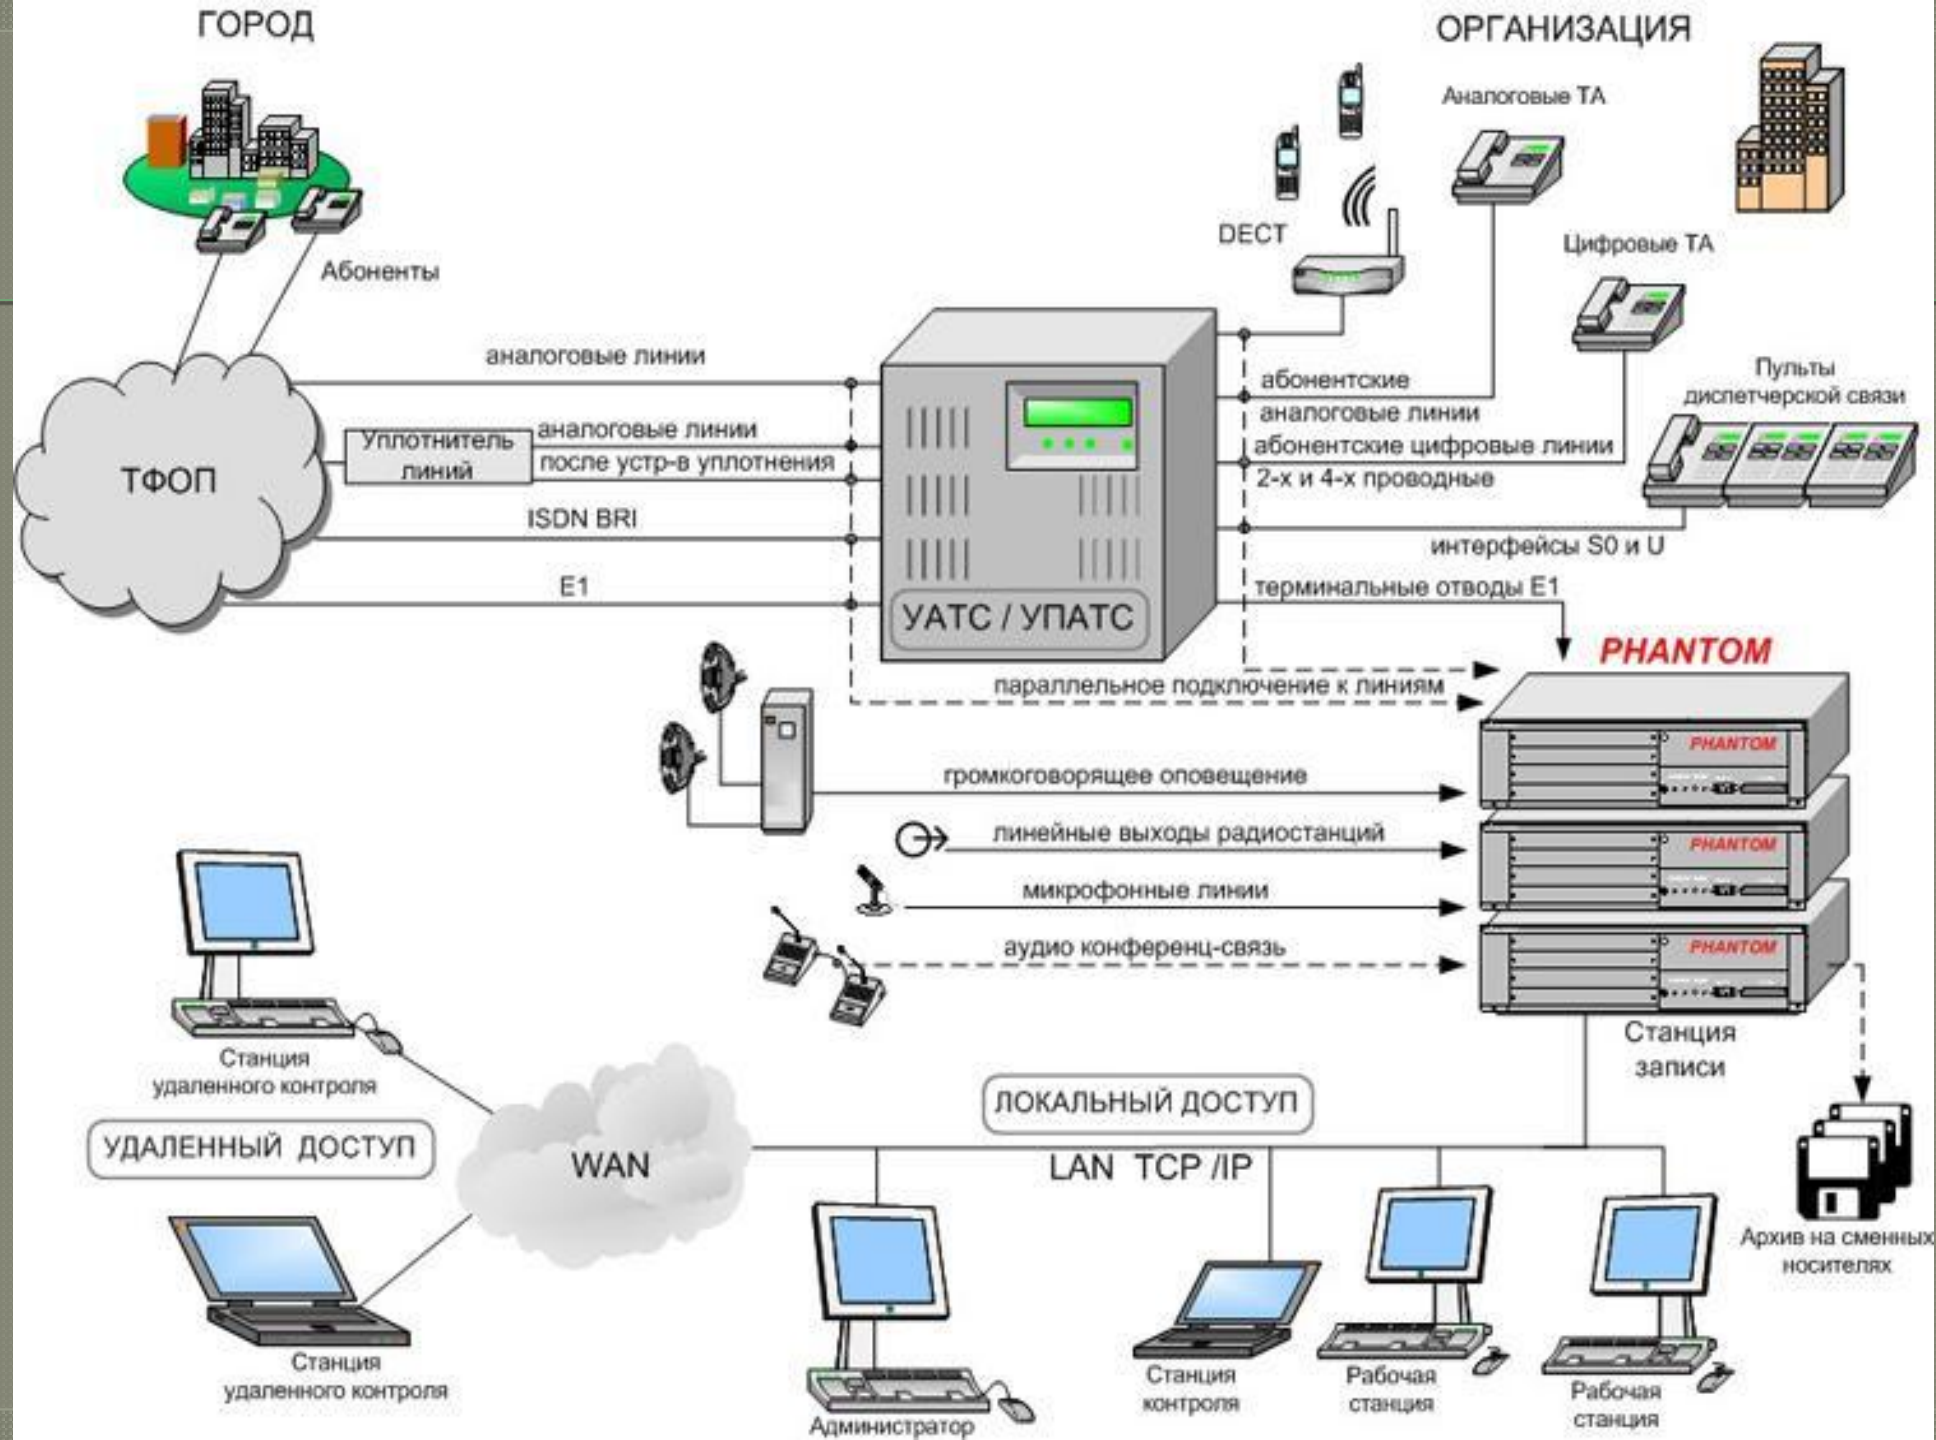 ГОРОД
ОРГАНИЗАЦИЯ
Аналоговые ТА
DECT
Цифровые ТА
Абоненты
Пульты
диспетчерской связи
аналоговые линии
абонентские
аналоговые линии
Уплотнитель
линий
аналоговые линии
после устр-в уплотнения
абонентские цифровые линии
2-х и 4-х проводные
ТФОП
ISDN BRI
интерфейсы S0 и U
E1
терминальные отводы E1
УАТС / УПАТС
PHANTOM
параллельное подключение к линиям
PHANTOM
громкоговорящее оповещение
линейные выходы радиостанций
PHANTOM
микрофонные линии
аудио конференц-связь
PHANTOM
Станция
записи
Станция
удаленного контроля
ЛОКАЛЬНЫЙ ДОСТУП
УДАЛЕННЫЙ ДОСТУП
WAN
LAN TCP /IP
Архив на сменных
носителях
Станция
удаленного контроля
Администратор
Станция
контроля
Рабочая
станция
Рабочая
станция